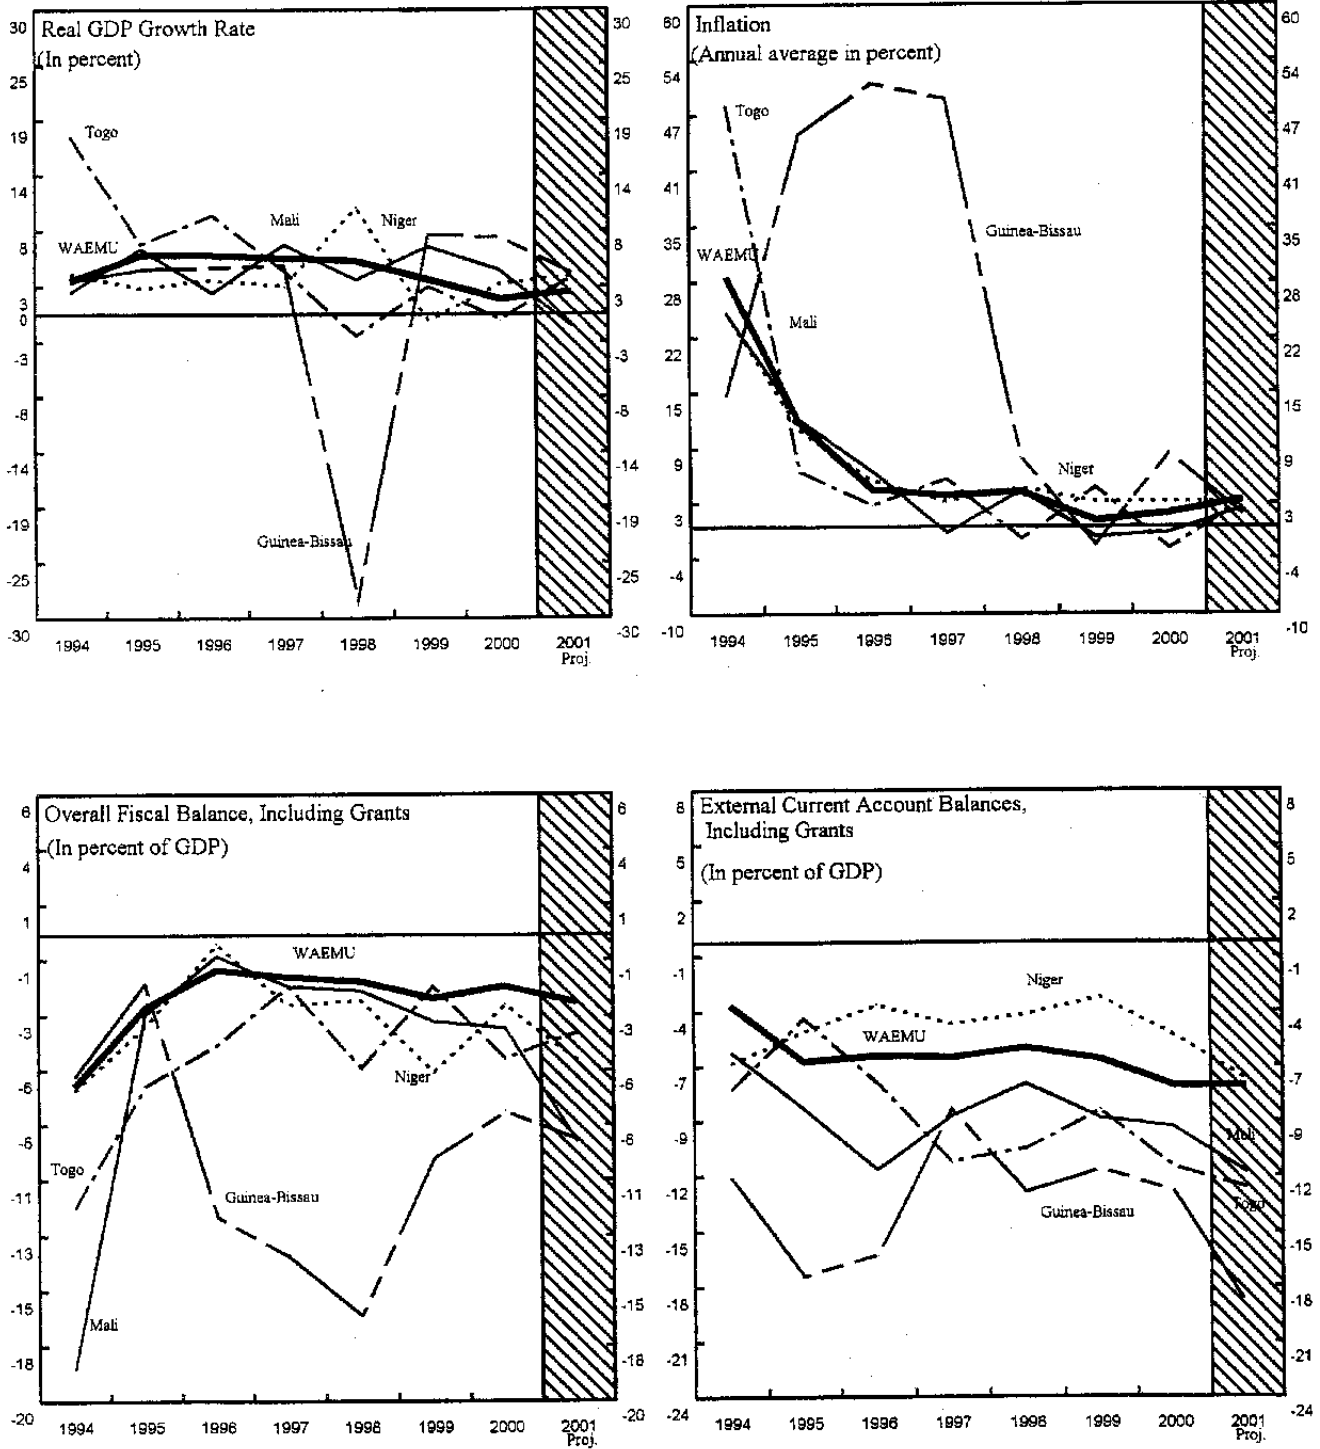 Real GDP Growth Rate
(In percent)
30
25
19
14
8
3
0
-3
-8
-14
-19
-25
-30
30
25
19
14
8
3
-3
-8
-14
-19
-25
-30
Togo
WAEMU
Mali
Niger
Guinea-Bissau
1994 1995 1996 1997 1998 1999 2000 2001
Proj.
Inflation
(Annual average in percent)
60
54
47
41
35
28
22
15
9
3
-4
-10
60
54
47
41
35
28
22
15
9
3
-4
-10
Togo
WAEMU
Mali
Guinea-Bissau
Niger
1994 1995 1996 1997 1998 1999 2000 2001
Proj.
Overall Fiscal Balance, Including Grants
(In percent of GDP)
6
4
1
-1
-3
-6
-8
-11
-13
-15
-18
-20
6
4
1
-1
-3
-6
-8
-11
-13
-15
-18
-20
WAEMU
Niger
Togo
Guinea-Bissau
Mali
1994 1995 1996 1997 1998 1999 2000 2001
Proj.
External Current Account Balances,
Including Grants
(In percent of GDP)
8
5
2
-1
-4
-7
-9
-12
-15
-18
-21
-24
8
5
2
-1
-4
-7
-9
-12
-15
-18
-21
-24
Niger
WAEMU
Mali
Togo
Guinea-Bissau
1994 1995 1996 1997 1998 1999 2000 2001
Proj.